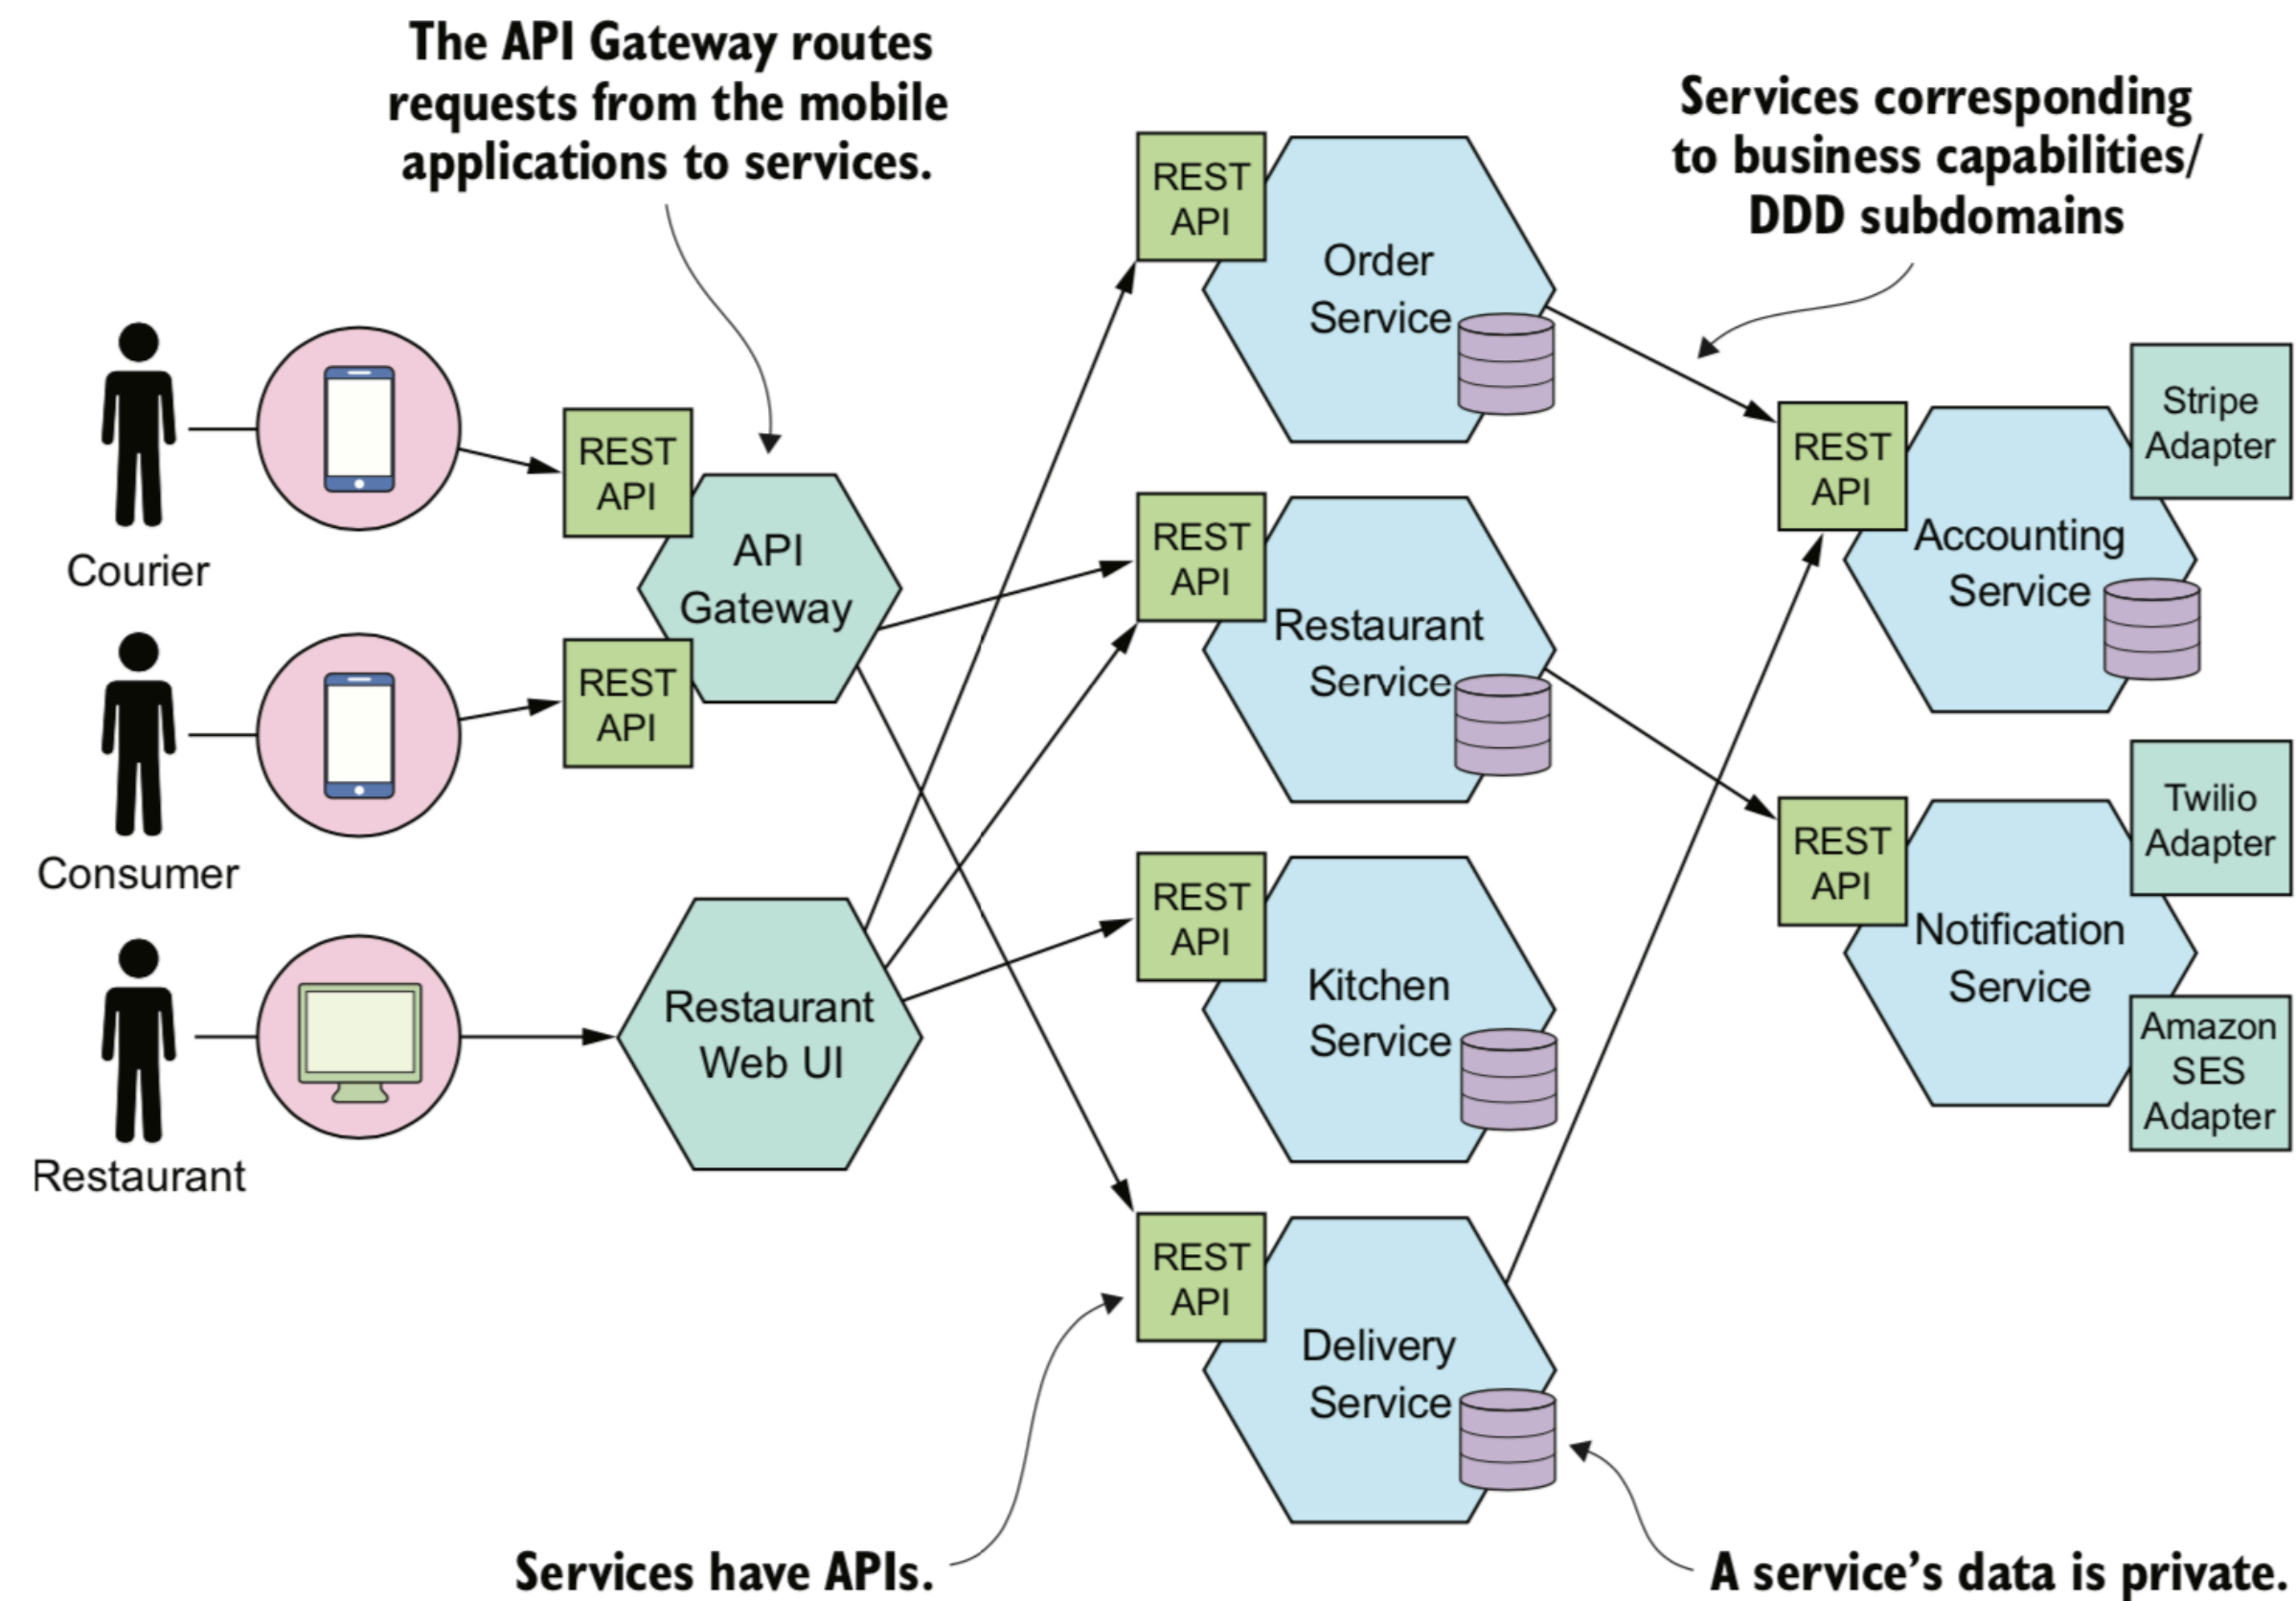 The API Gateway routes
requests from the mobile
applications to services.
Services corresponding
to business capabilities/
DDD subdomains
Courier
Consumer
Restaurant
REST
API
REST
API
API
Gateway
Restaurant
Web UI
REST
API
Order
Service
REST
API
Restaurant
Service
REST
API
Kitchen
Service
REST
API
Delivery
Service
REST
API
Accounting
Service
Stripe
Adapter
REST
API
Notification
Service
Twilio
Adapter
Amazon
SES
Adapter
Services have APIs.
A service’s data is private.